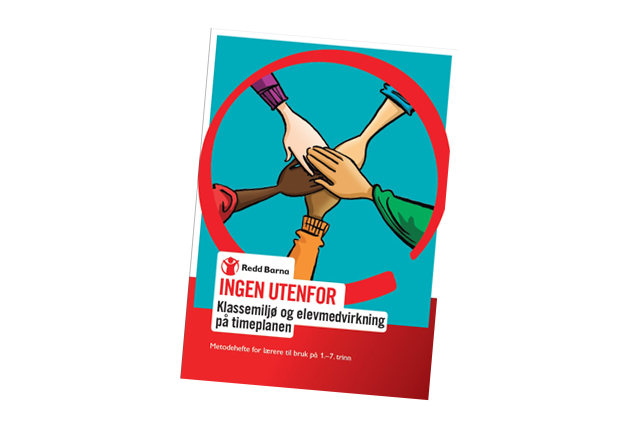 Redd Barna
INGEN UTENFOR
Klassemiljø og elevmedvirkning
på timeplanen
Metodehefte for lærere til bruk på 1.–7. trinn